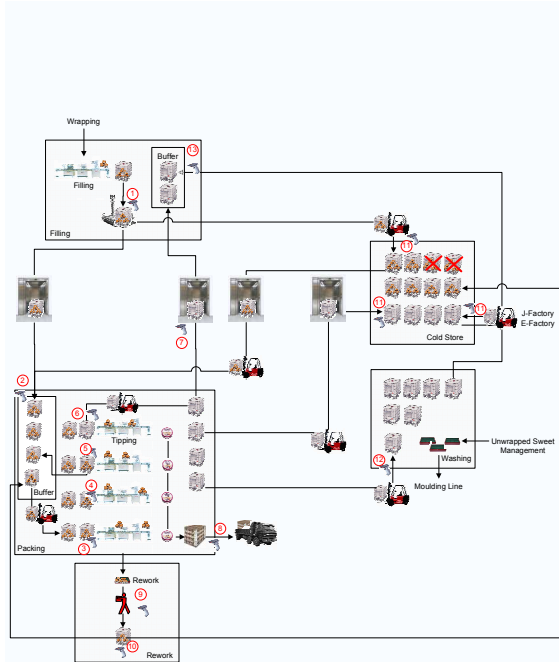 Wrapping
Buffer
13
Filling
1
Filling
11
11
11
J-Factory
E-Factory
Cold Store
7
2
6
Tipping
5
4
Buffer
3
Packing
8
12
Unwrapped Sweet
Management
Washing
Moulding Line
Rework
9
10
Rework